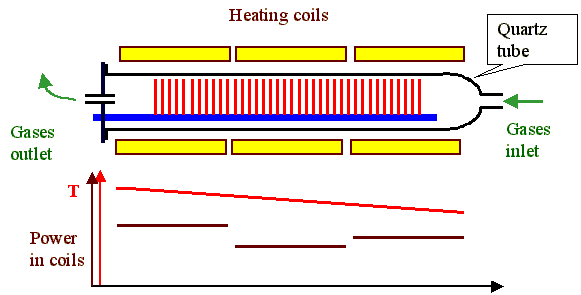 Heating coils
Quartz
tube
Gases
outlet
Gases
inlet
T
Power
in coils